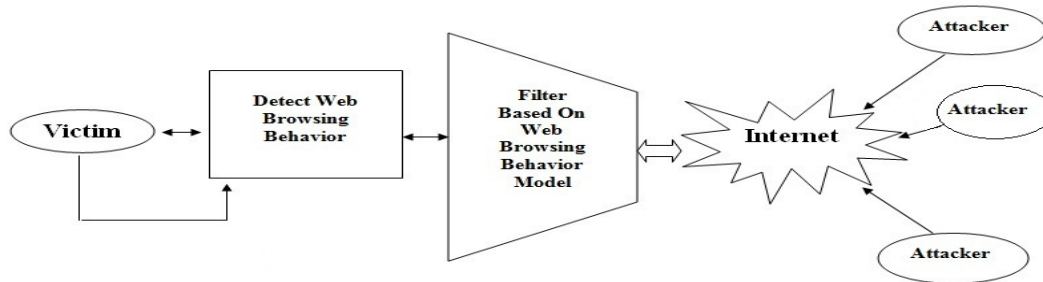 Victim
Detect Web
Browsing
Behavior
Filter
Based On
Web
Browsing
Behavior
Model
Internet
Attacker
Attacker
Attacker